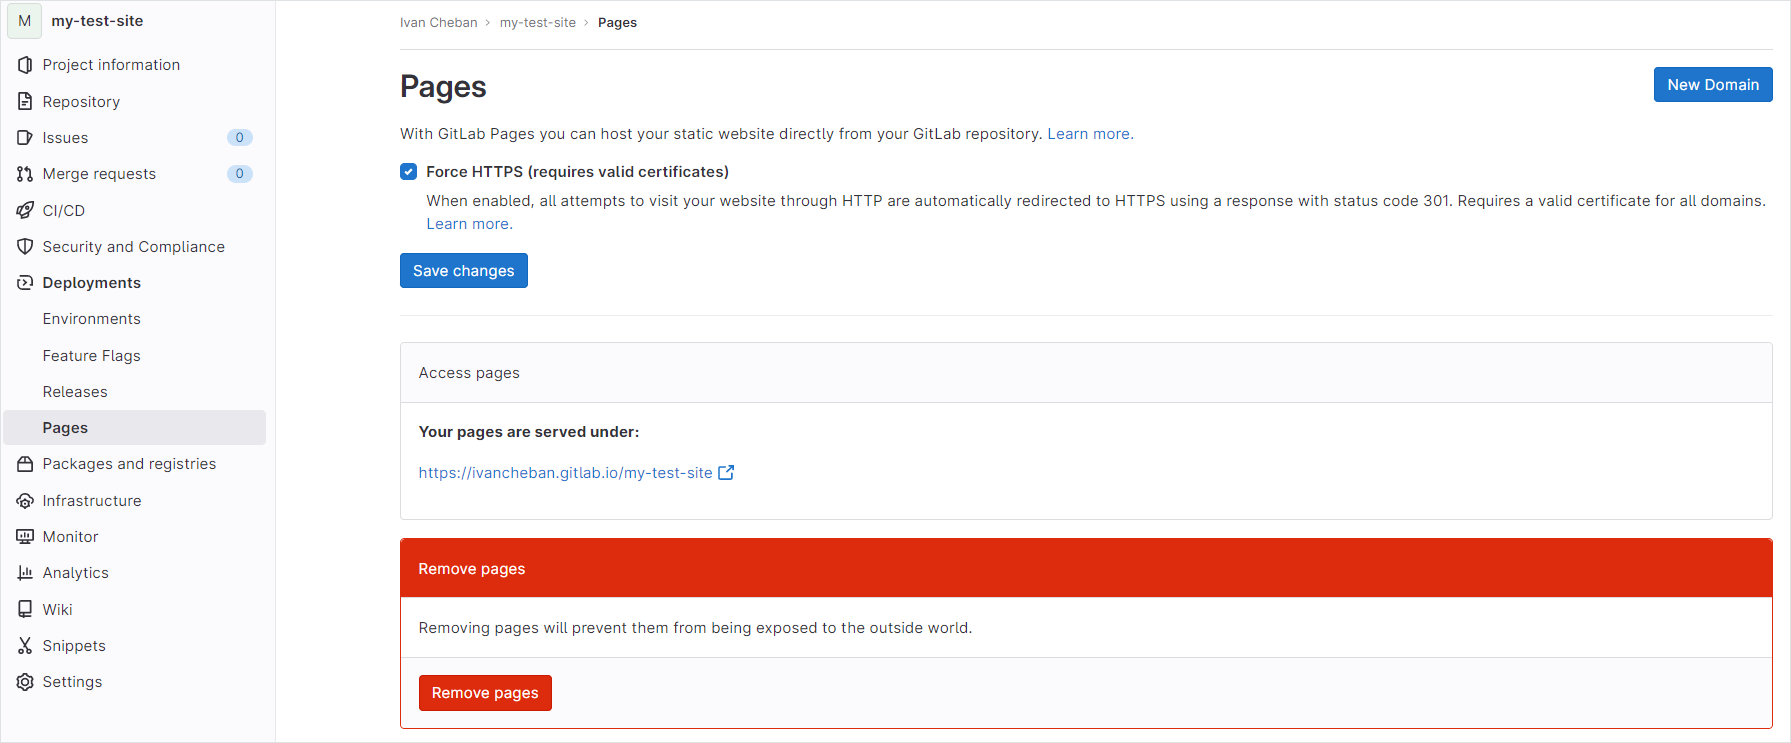 M my-test-site
Project information
Repository
Issues 0
Merge requests 0
CI/CD
Security and Compliance
Deployments
Environments
Feature Flags
Releases
Pages
Packages and registries
Infrastructure
Monitor
Analytics
Wiki
Snippets
Settings
Ivan Cheban › my-test-site › Pages
Pages
New Domain
With GitLab Pages you can host your static website directly from your GitLab repository. Learn more.
Force HTTPS (requires valid certificates)
When enabled, all attempts to visit your website through HTTP are automatically redirected to HTTPS using a response with status code 301. Requires a valid certificate for all domains.
Learn more.
Save changes
Access pages
Your pages are served under:
https://ivancheban.gitlab.io/my-test-site
Remove pages
Removing pages will prevent them from being exposed to the outside world.
Remove pages